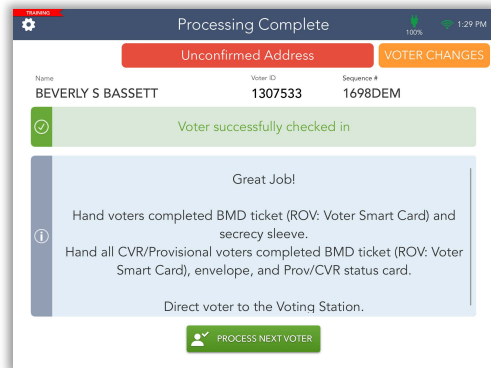 TRAINING
Processing Complete
100%
1:29 PM
Unconfirmed Address
VOTER CHANGES
Name
Voter ID
Sequence #
BEVERLY S BASSETT
1307533
1698DEM
Voter successfully checked in
Great Job!
Hand voters completed BMD ticket (ROV: Voter Smart Card) and
secrecy sleeve.
Hand all CVR/Provisional voters completed BMD ticket (ROV: Voter
Smart Card), envelope, and Prov/CVR status card.
Direct voter to the Voting Station.
PROCESS NEXT VOTER